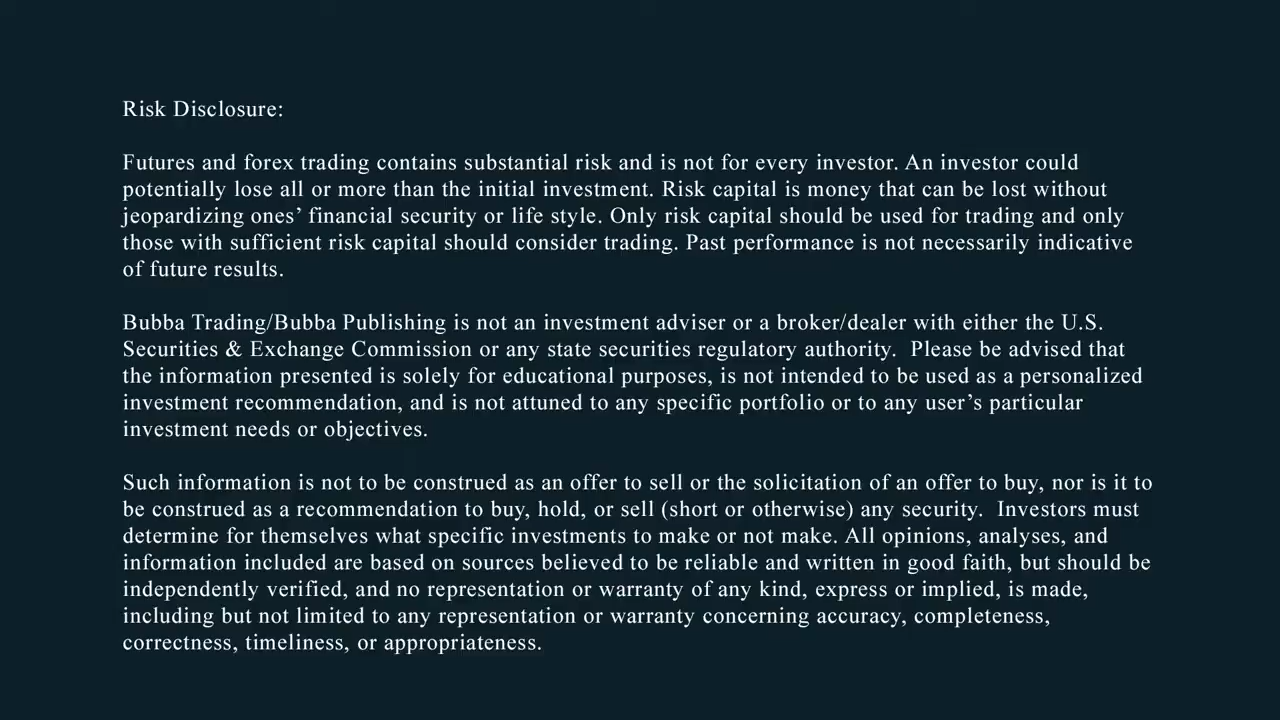 Risk Disclosure:
Futures and forex trading contains substantial risk and is not for every investor. An investor could
potentially lose all or more than the initial investment. Risk capital is money that can be lost without
jeopardizing ones’ financial security or life style. Only risk capital should be used for trading and only
those with sufficient risk capital should consider trading. Past performance is not necessarily indicative
of future results.
Bubba Trading/Bubba Publishing is not an investment adviser or a broker/dealer with either the U.S.
Securities & Exchange Commission or any state securities regulatory authority.  Please be advised that
the information presented is solely for educational purposes, is not intended to be used as a personalized
investment recommendation, and is not attuned to any specific portfolio or to any user’s particular
investment needs or objectives.
Such information is not to be construed as an offer to sell or the solicitation of an offer to buy, nor is it to
be construed as a recommendation to buy, hold, or sell (short or otherwise) any security.  Investors must
determine for themselves what specific investments to make or not make. All opinions, analyses, and
information included are based on sources believed to be reliable and written in good faith, but should be
independently verified, and no representation or warranty of any kind, express or implied, is made,
including but not limited to any representation or warranty concerning accuracy, completeness,
correctness, timeliness, or appropriateness.